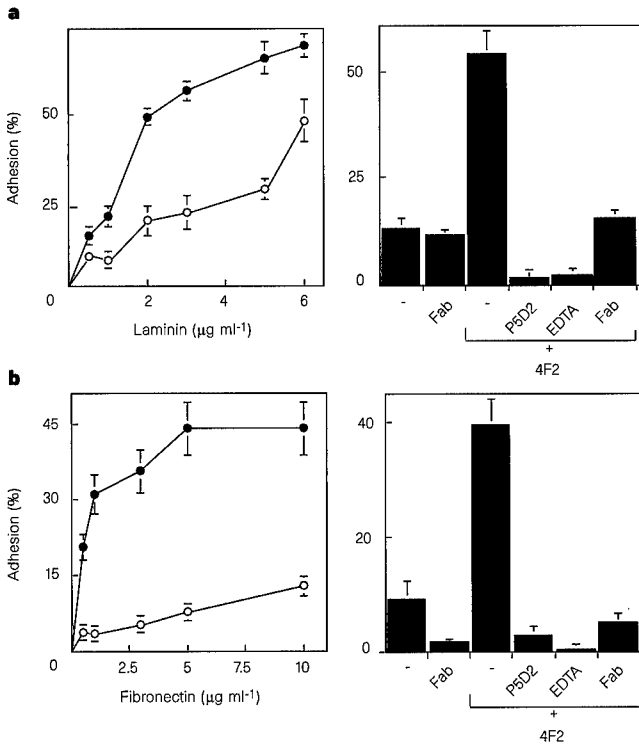 a
Adhesion (%)
50
25
0
2
4
6
Laminin (μg ml-1)
50
25
0
-
Fab
-
P5D2
EDTA
Fab
+
4F2
b
Adhesion (%)
45
30
15
0
2.5
5
7.5
10
Fibronectin (μg ml-1)
40
20
0
-
Fab
-
P5D2
EDTA
Fab
+
4F2